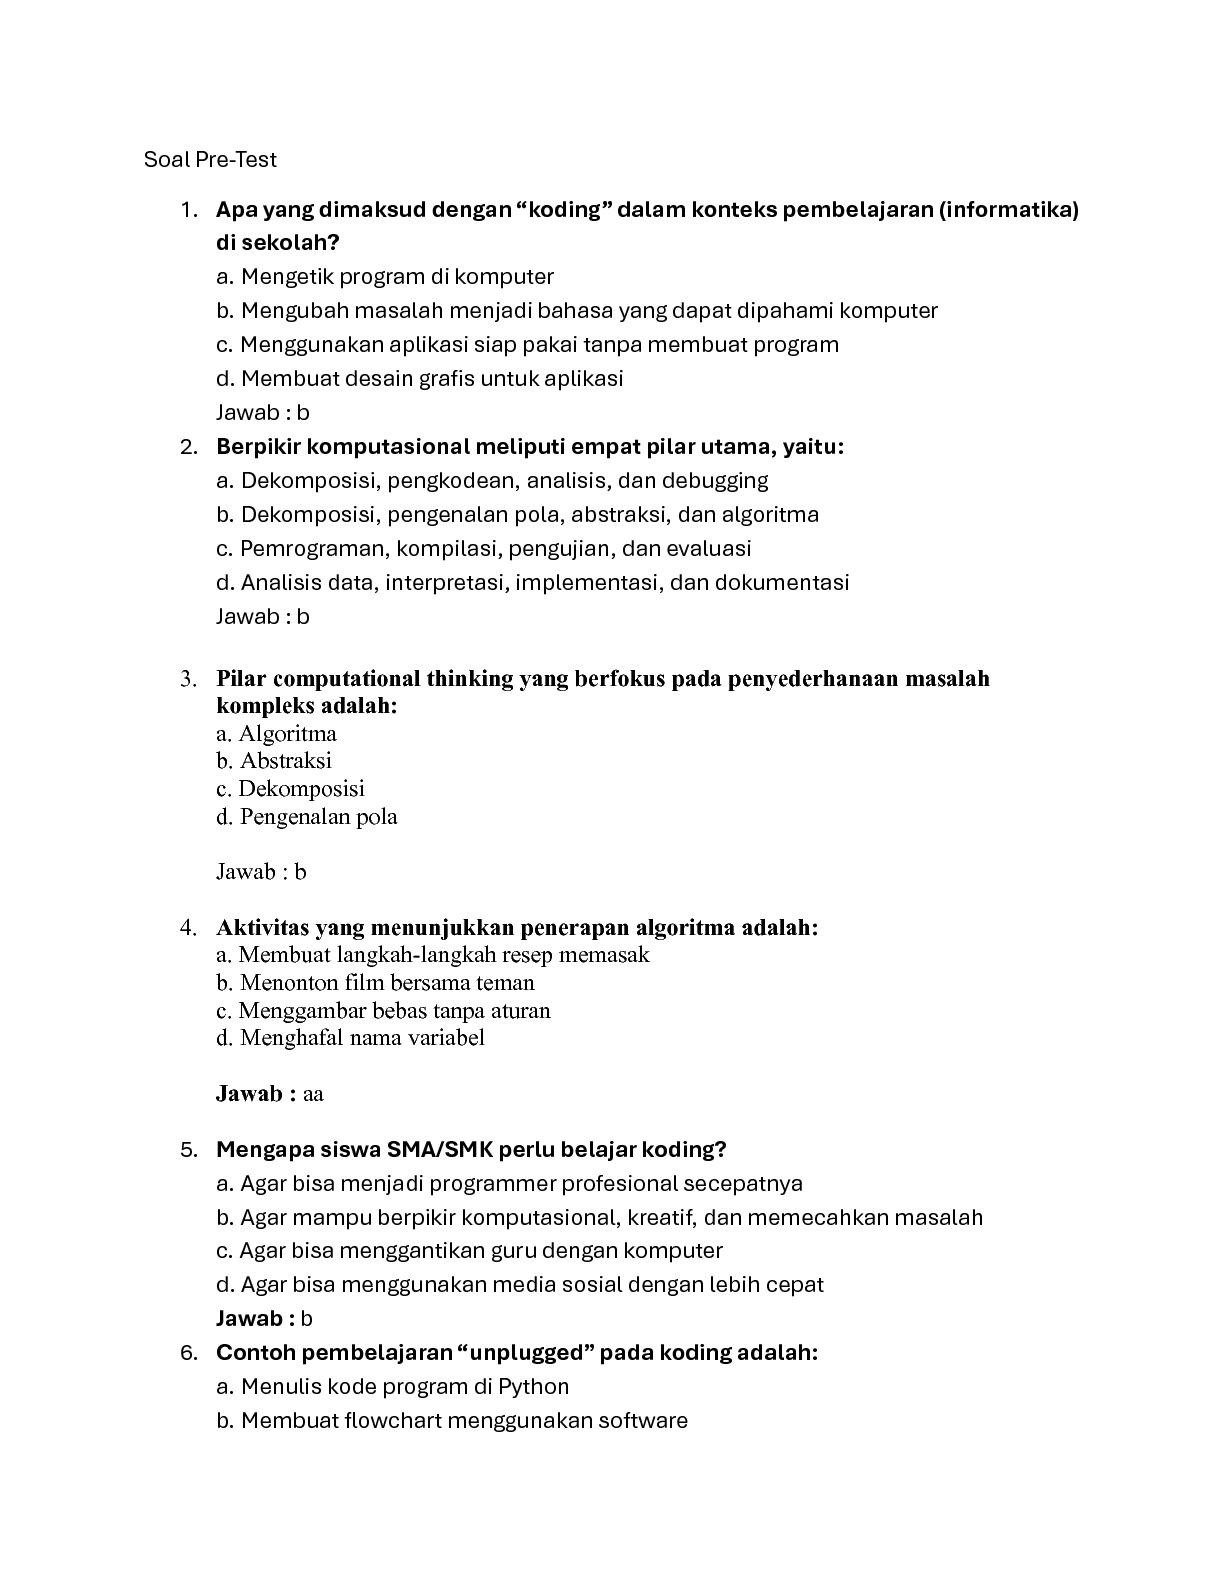 Soal Pre-Test
1. Apa yang dimaksud dengan “koding” dalam konteks pembelajaran (informatika)
di sekolah?
a. Mengetik program di komputer
b. Mengubah masalah menjadi bahasa yang dapat dipahami komputer
c. Menggunakan aplikasi siap pakai tanpa membuat program
d. Membuat desain grafis untuk aplikasi
Jawab : b
2. Berpikir komputasional meliputi empat pilar utama, yaitu:
a. Dekomposisi, pengkodean, analisis, dan debugging
b. Dekomposisi, pengenalan pola, abstraksi, dan algoritma
c. Pemrograman, kompilasi, pengujian, dan evaluasi
d. Analisis data, interpretasi, implementasi, dan dokumentasi
Jawab : b
3. Pilar computational thinking yang berfokus pada penyederhanaan masalah
kompleks adalah:
a. Algoritma
b. Abstraksi
c. Dekomposisi
d. Pengenalan pola
Jawab : b
4. Aktivitas yang menunjukkan penerapan algoritma adalah:
a. Membuat langkah-langkah resep memasak
b. Menonton film bersama teman
c. Menggambar bebas tanpa aturan
d. Menghafal nama variabel
Jawab : aa
5. Mengapa siswa SMA/SMK perlu belajar koding?
a. Agar bisa menjadi programmer profesional secepatnya
b. Agar mampu berpikir komputasional, kreatif, dan memecahkan masalah
c. Agar bisa menggantikan guru dengan komputer
d. Agar bisa menggunakan media sosial dengan lebih cepat
Jawab : b
6. Contoh pembelajaran “unplugged” pada koding adalah:
a. Menulis kode program di Python
b. Membuat flowchart menggunakan software